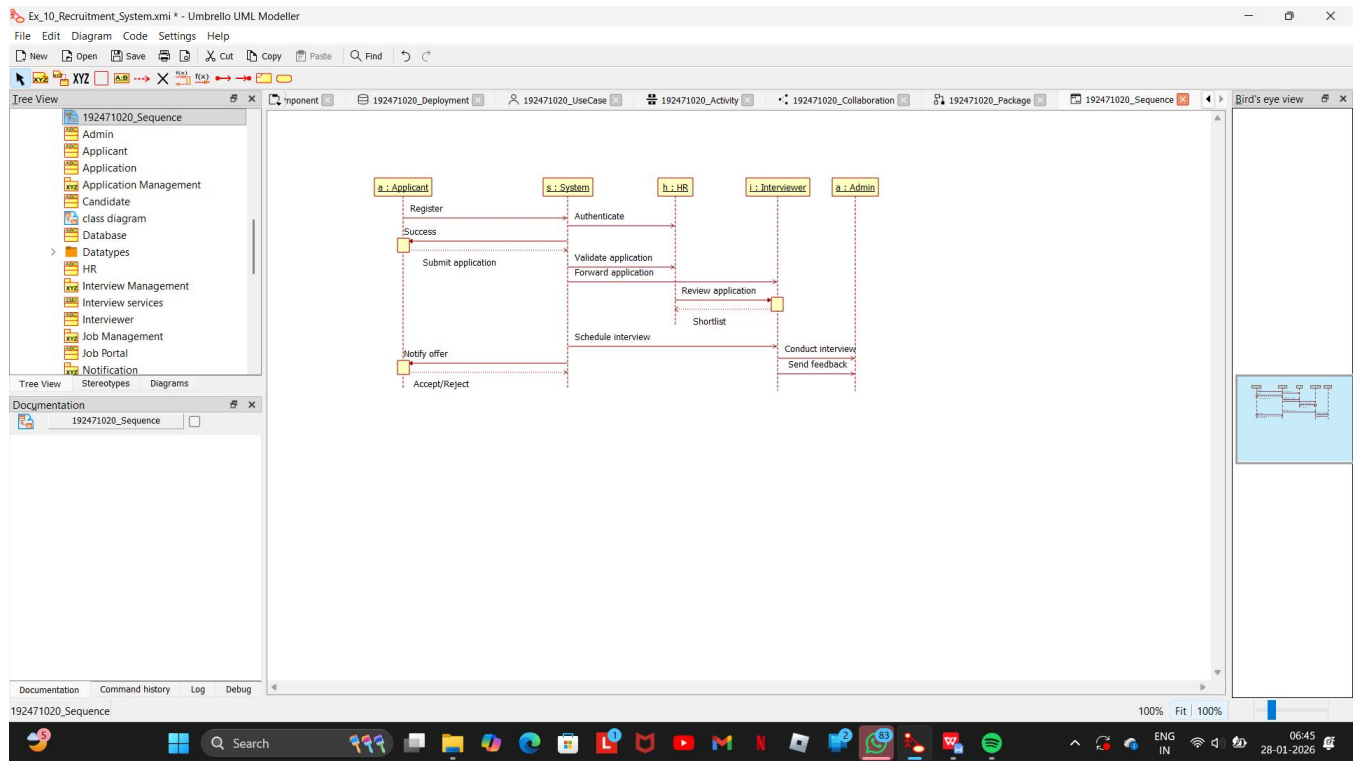 Ex_10_Recruitment_System.xmi * - Umbrello UML Modeller
File Edit Diagram Code Settings Help
New Open Save Cut Copy Paste Find
XYZ XYZ A:B f(x) f(x)
Tree View
mponent 192471020_Deployment 192471020_UseCase 192471020_Activity 192471020_Collaboration 192471020_Package 192471020_Sequence
Bird's eye view
192471020_Sequence
Admin
Applicant
Application
Application Management
Candidate
class diagram
Database
Datatypes
HR
Interview Management
Interview services
Interviewer
Job Management
Job Portal
Notification
Tree View Stereotypes Diagrams
Documentation
192471020_Sequence
Documentation Command history Log Debug
a : Applicant s : System h : HR i : Interviewer a : Admin
Register
Authenticate
Success
Submit application
Validate application
Forward application
Review application
Shortlist
Schedule interview
Conduct interview
Notify offer
Send feedback
Accept/Reject
192471020_Sequence
100% Fit 100%
5
Search
1
2
83
ENG
IN
06:45
28-01-2026